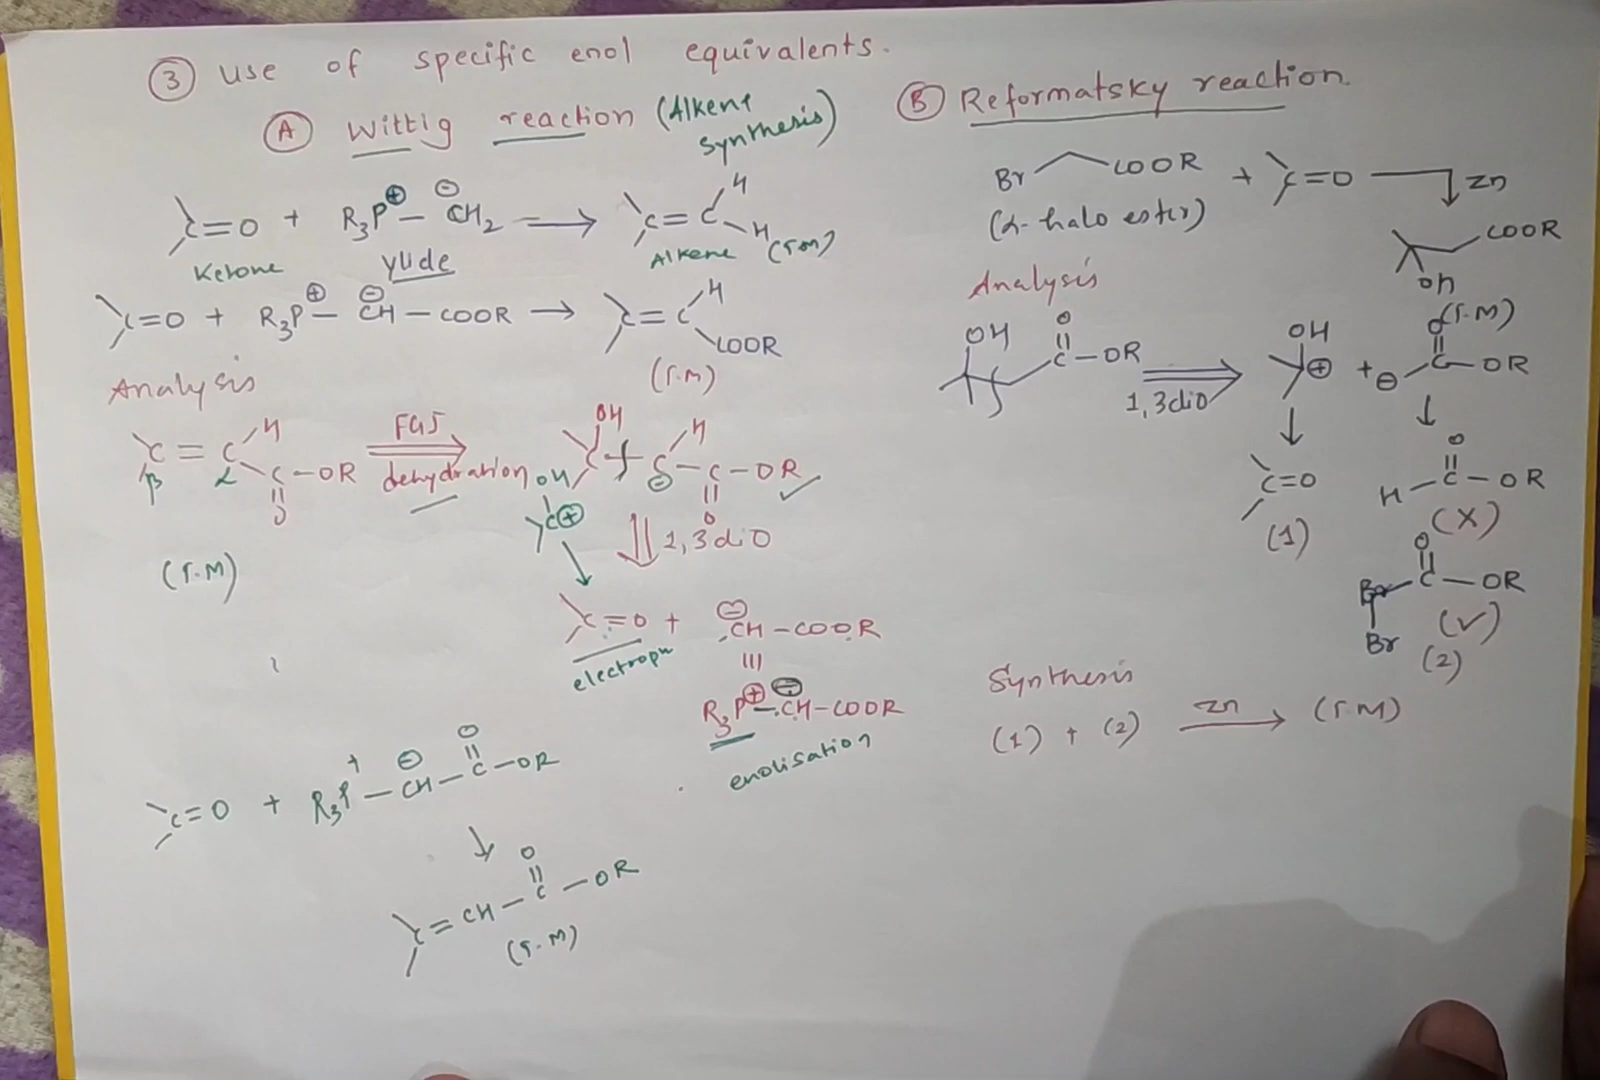 ③ Use of specific enol equivalents.
Ⓐ Wittig reaction (Alkene synthesis)
C=O + R₃P⊕–⊖CH₂ → C=C H H
Ketone ylide Alkene (T.M)
C=O + R₃P⊕–⊖CH–COOR → C=C H COOR
(T.M)
Analysis
C=C H C–OR O
β α
FGI
dehydration
OH
⊖ H C–OR O
OH
C⊕
1,3 diO
(T.M)
C=O + ⊖CH–COOR
electroph
R₃P⊕–⊖CH–COOR
enolisation
C=O + R₃P+–⊖CH–C–OR O
C=CH–C–OR O
(T.M)
Ⓑ Reformatsky reaction.
Br COOR + C=O Zn
(α-halo ester)
COOR
OH
(T.M)
Analysis
OH O C–OR
1,3 diO
OH ⊕ + ⊖ O C–OR
C=O
(1)
H–C–OR O
(X)
O C–OR
Br
(✓)
(2)
Synthesis
(1) + (2) Zn → (T.M)